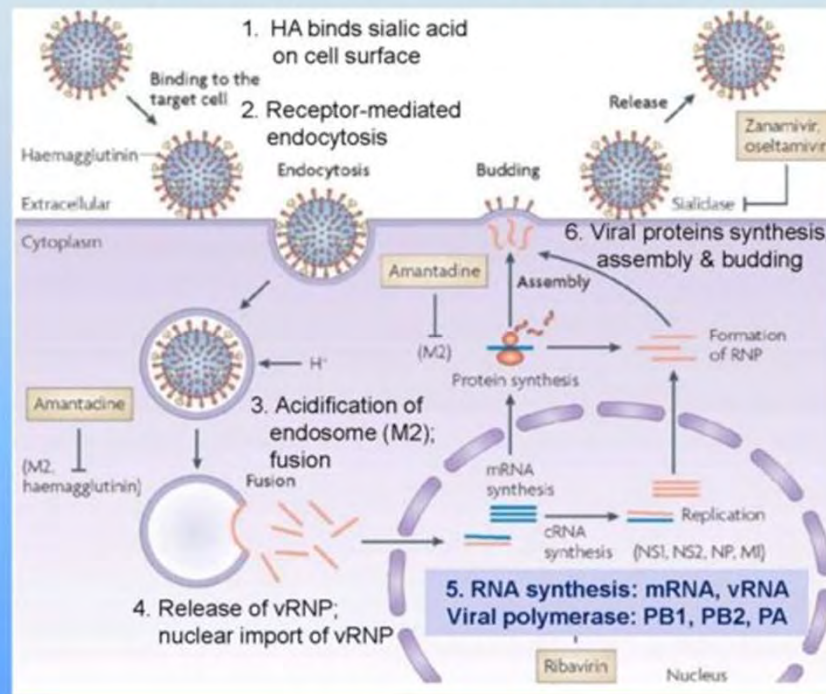 1. HA binds sialic acid
on cell surface
Binding to the
target cell
2. Receptor-mediated
endocytosis
Release
Zanamivir,
oseltamivir
Haemagglutinin
Endocytosis
Budding
Extracellular
Sialidase
Cytoplasm
6. Viral proteins synthesis
assembly & budding
Amantadine
Assembly
(M2)
Formation
of RNP
H⁺
Protein synthesis
Amantadine
3. Acidification of
endosome (M2);
fusion
(M2,
haemagglutinin)
Fusion
mRNA
synthesis
Replication
cRNA
synthesis
(NS1, NS2, NP, M1)
4. Release of vRNP;
nuclear import of vRNP
5. RNA synthesis: mRNA, vRNA
Viral polymerase: PB1, PB2, PA
Ribavirin
Nucleus